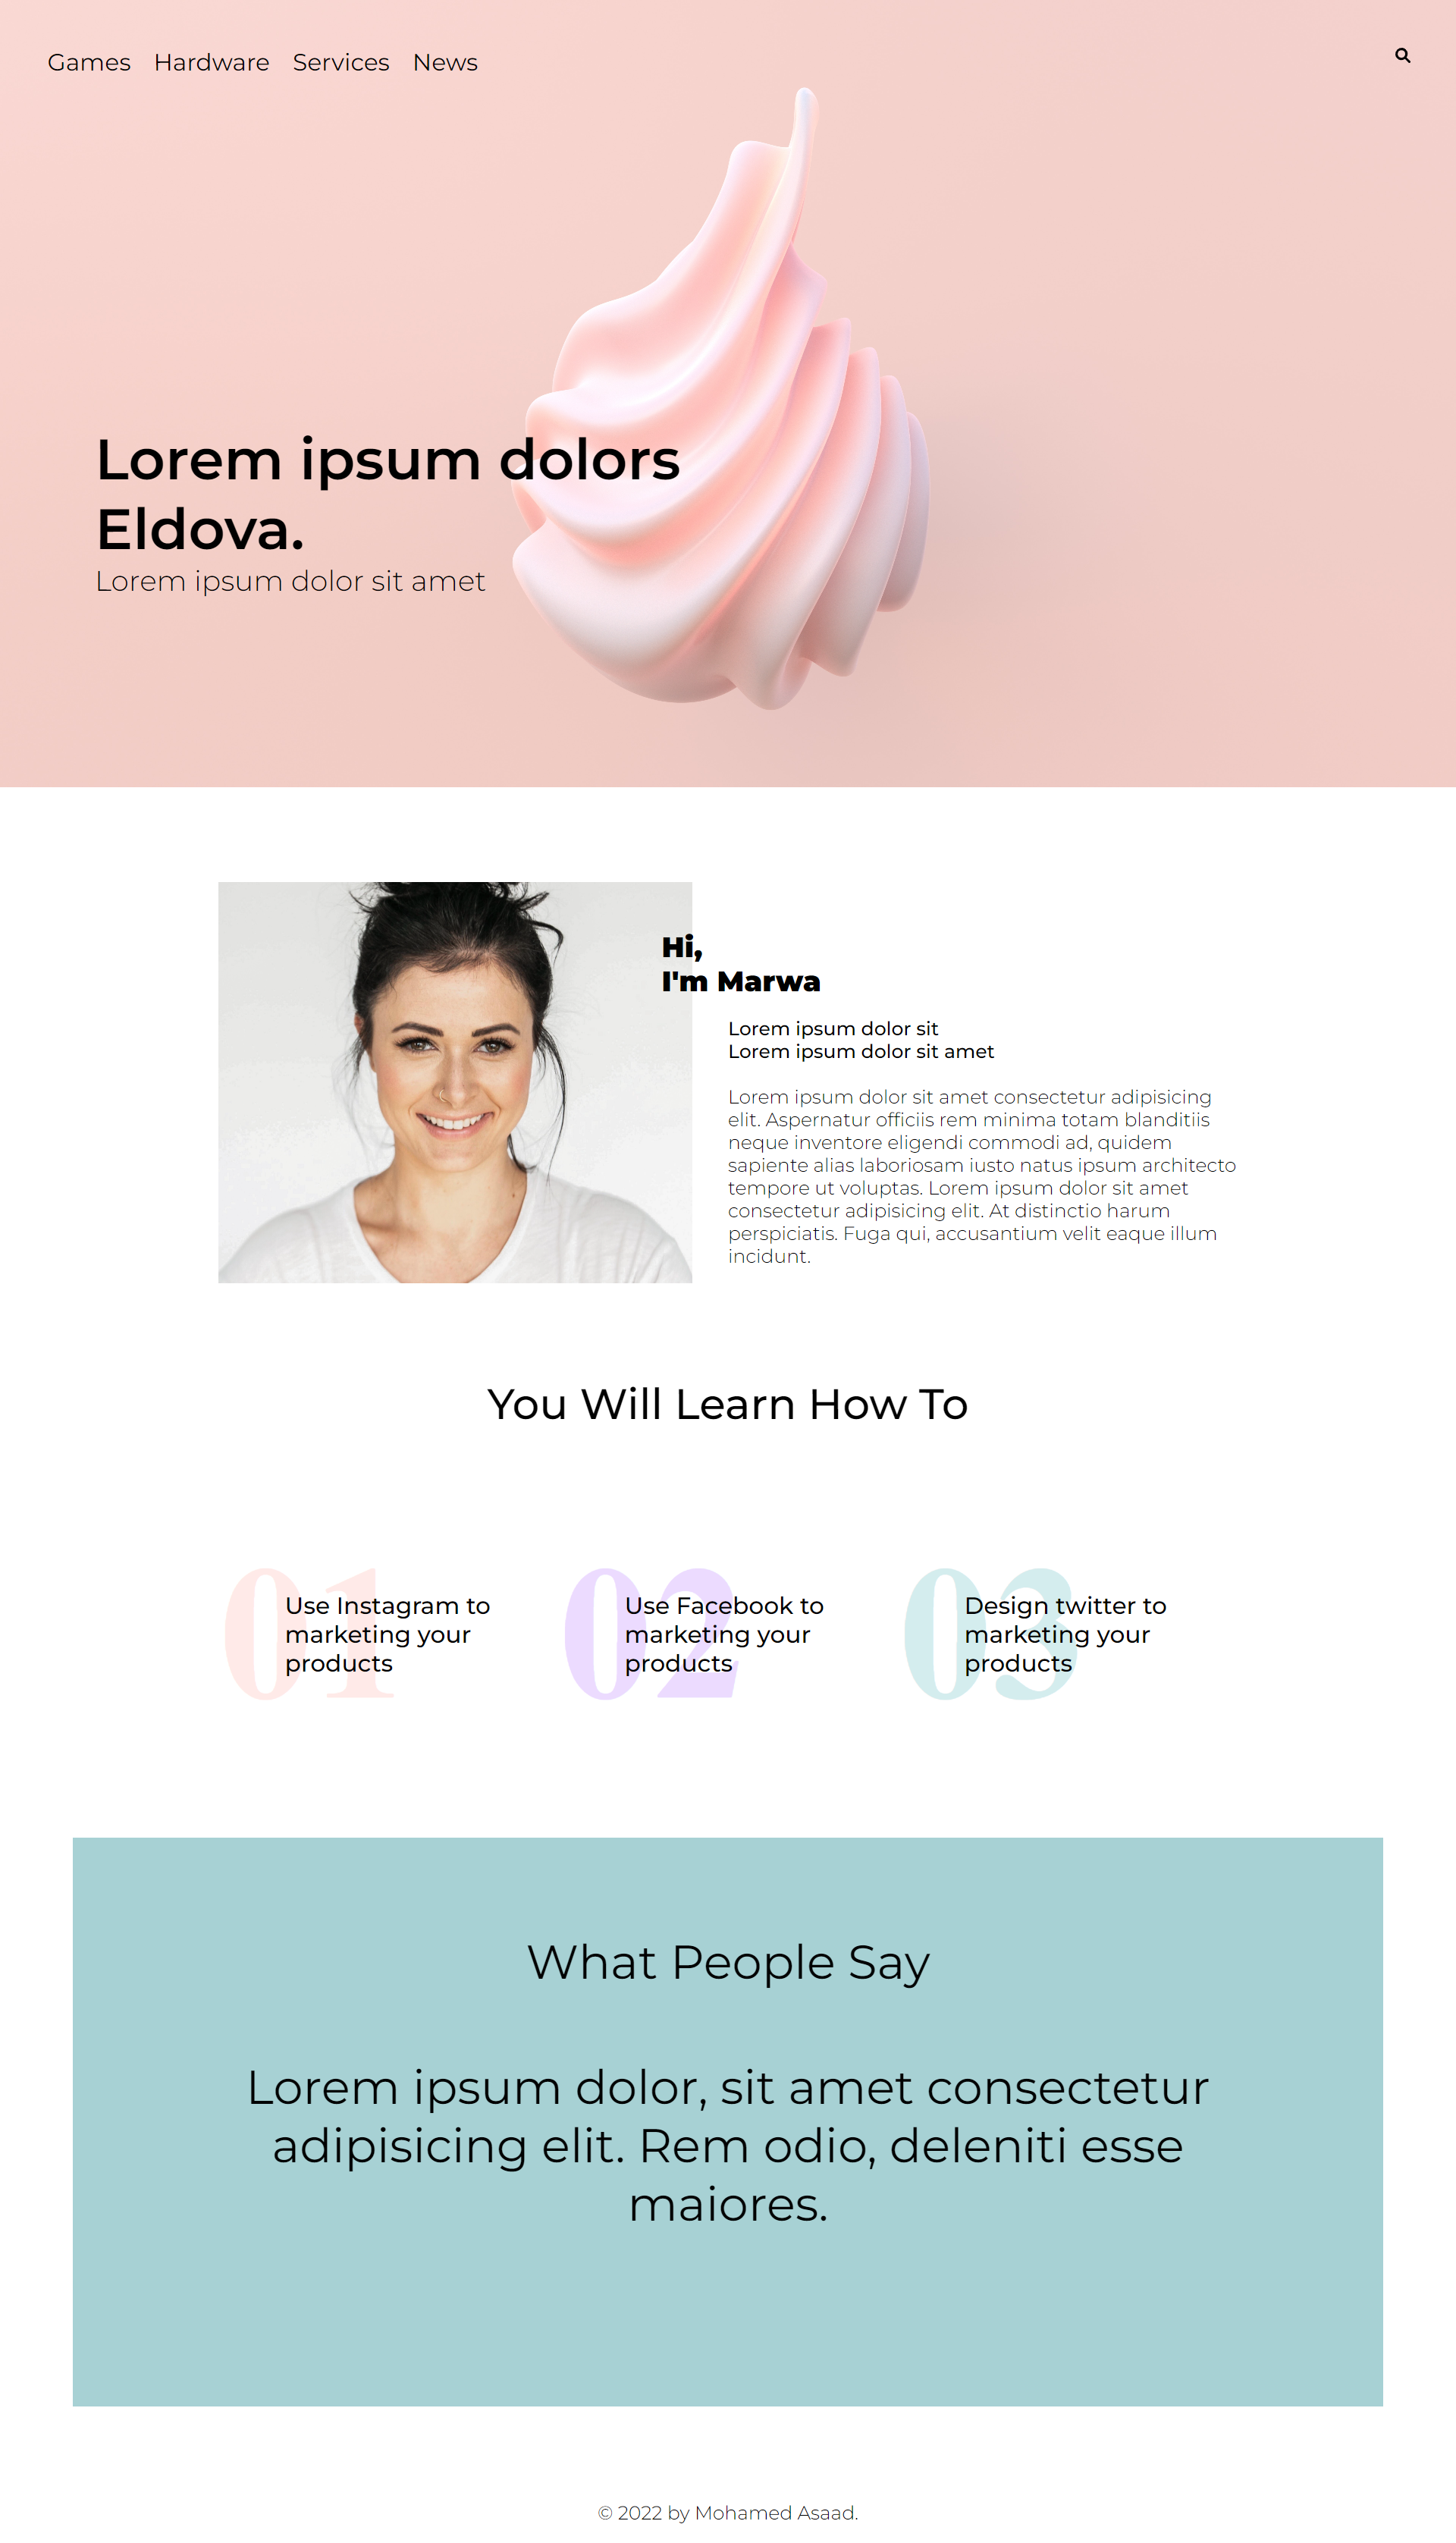 Games Hardware Services News
Lorem ipsum dolors
Eldova.
Lorem ipsum dolor sit amet
Hi,
I'm Marwa
Lorem ipsum dolor sit
Lorem ipsum dolor sit amet
Lorem ipsum dolor sit amet consectetur adipisicing
elit. Aspernatur officiis rem minima totam blanditiis
neque inventore eligendi commodi ad, quidem
sapiente alias laboriosam iusto natus ipsum architecto
tempore ut voluptas. Lorem ipsum dolor sit amet
consectetur adipisicing elit. At distinctio harum
perspiciatis. Fuga qui, accusantium velit eaque illum
incidunt.
You Will Learn How To
01
Use Instagram to
marketing your
products
02
Use Facebook to
marketing your
products
03
Design twitter to
marketing your
products
What People Say
Lorem ipsum dolor, sit amet consectetur
adipisicing elit. Rem odio, deleniti esse
maiores.
© 2022 by Mohamed Asaad.